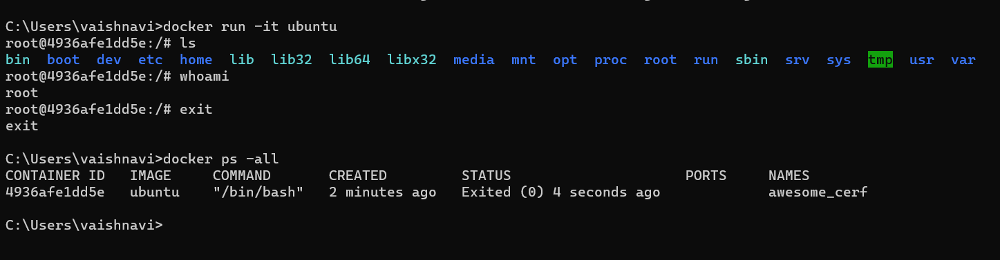 C:\Users\vaishnavi>docker run -it ubuntu
root@4936afe1dd5e:/# ls
bin  boot  dev  etc  home  lib  lib32  lib64  libx32  media  mnt  opt  proc  root  run  sbin  srv  sys  tmp  usr  var
root@4936afe1dd5e:/# whoami
root
root@4936afe1dd5e:/# exit
exit
C:\Users\vaishnavi>docker ps -all
CONTAINER ID   IMAGE     COMMAND       CREATED         STATUS                     PORTS     NAMES
4936afe1dd5e   ubuntu    "/bin/bash"   2 minutes ago   Exited (0) 4 seconds ago             awesome_cerf
C:\Users\vaishnavi>